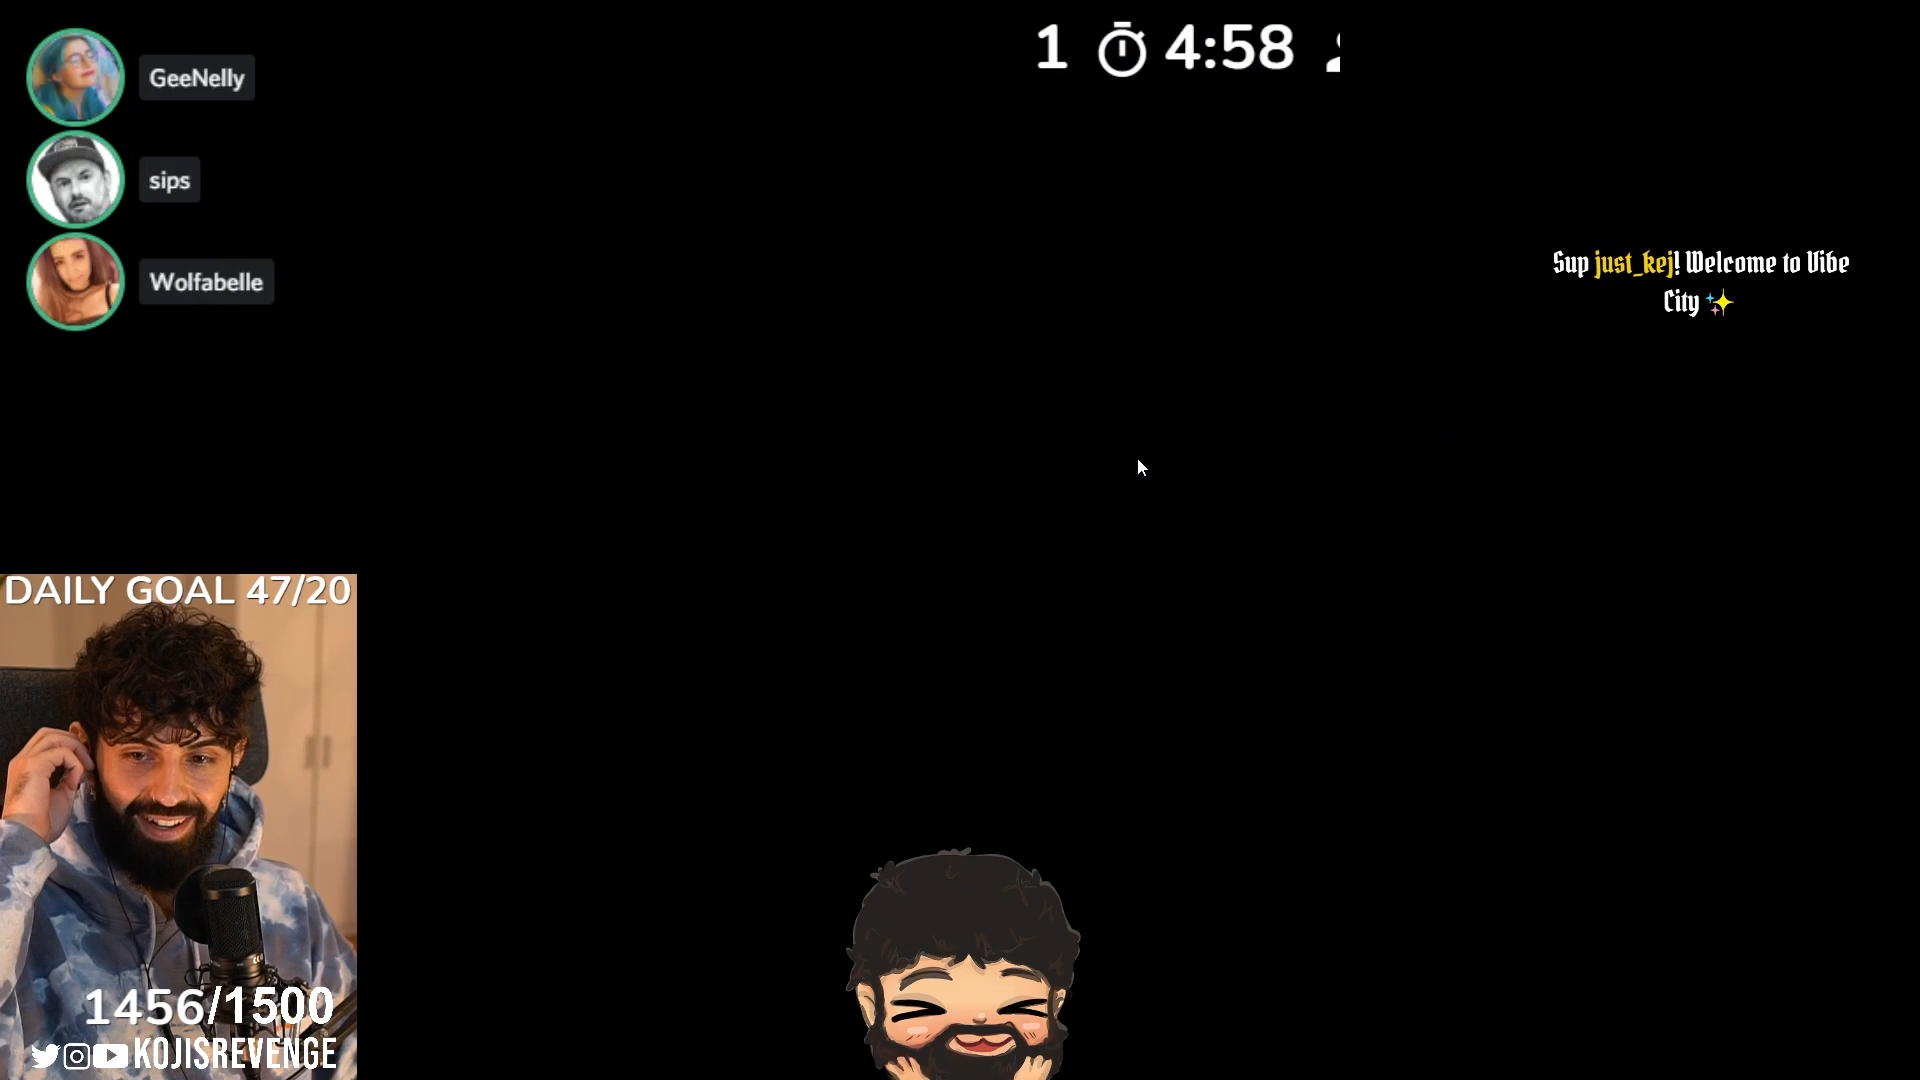 GeeNelly
sips
Wolfabelle
1 4:58
Sup just_kej! Welcome to Vibe
City
DAILY GOAL 47/20
1456/1500
KOJISREVENGE